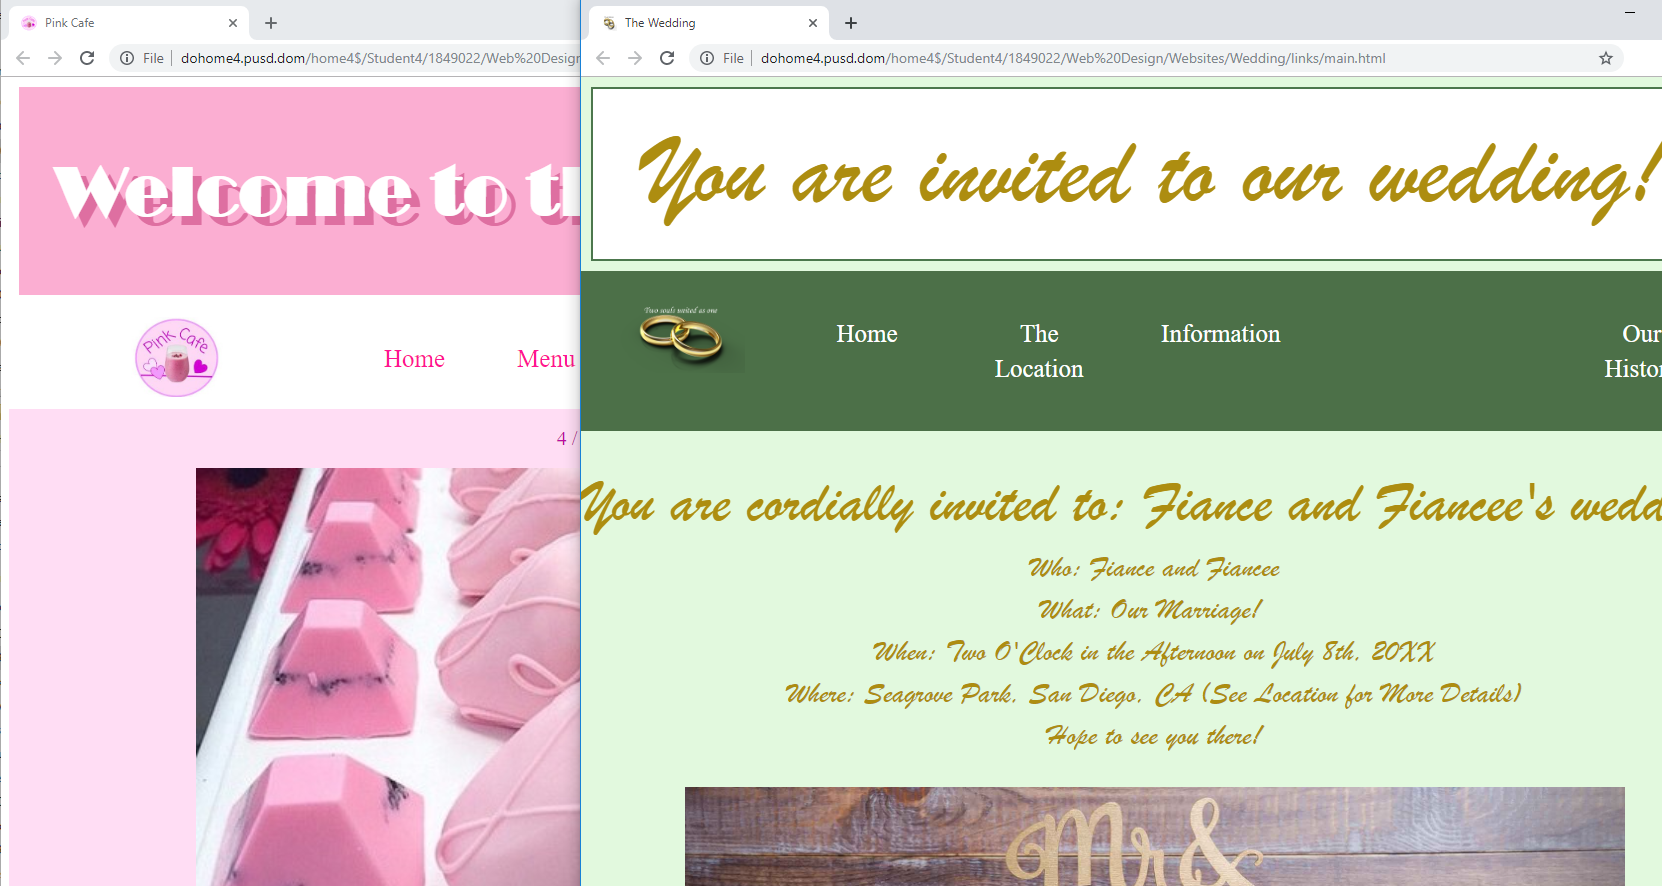 Pink Cafe
File
dohome4.pusd.dom/home4$/Student4/1849022/Web%20Design
Welcome to th
Pink Cafe
Home
Menu
4 /
The Wedding
File
dohome4.pusd.dom/home4$/Student4/1849022/Web%20Design/Websites/Wedding/links/main.html
You are invited to our wedding!
Two souls united as one
Home
The
Location
Information
Our
Histor
You are cordially invited to: Fiance and Fiancee's wedd
Who: Fiance and Fiancee
What: Our Marriage!
When: Two O'Clock in the Afternoon on July 8th, 20XX
Where: Seagrove Park, San Diego, CA (See Location for More Details)
Hope to see you there!
Mr &